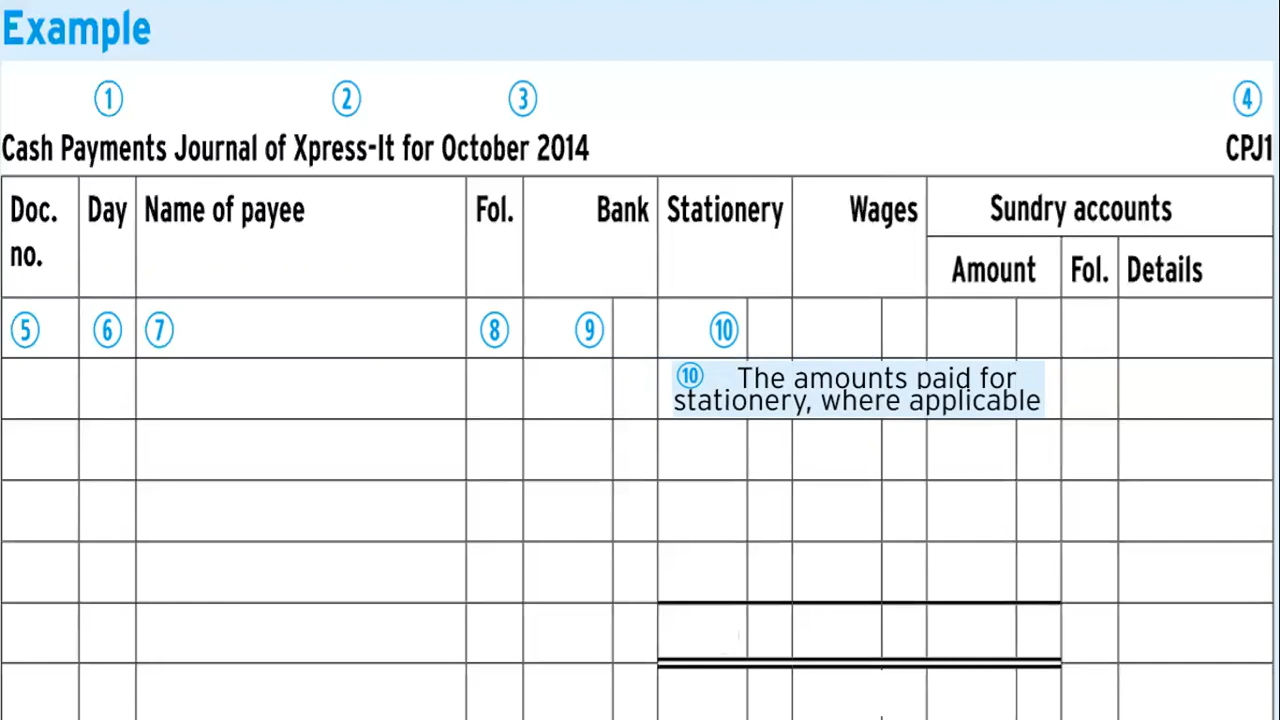 Example
① ② ③ ④
Cash Payments Journal of Xpress-It for October 2014 CPJ1
Doc. no. Day Name of payee Fol. Bank Stationery Wages Sundry accounts
Amount Fol. Details
⑤ ⑥ ⑦ ⑧ ⑨ ⑩
⑩ The amounts paid for
stationery, where applicable